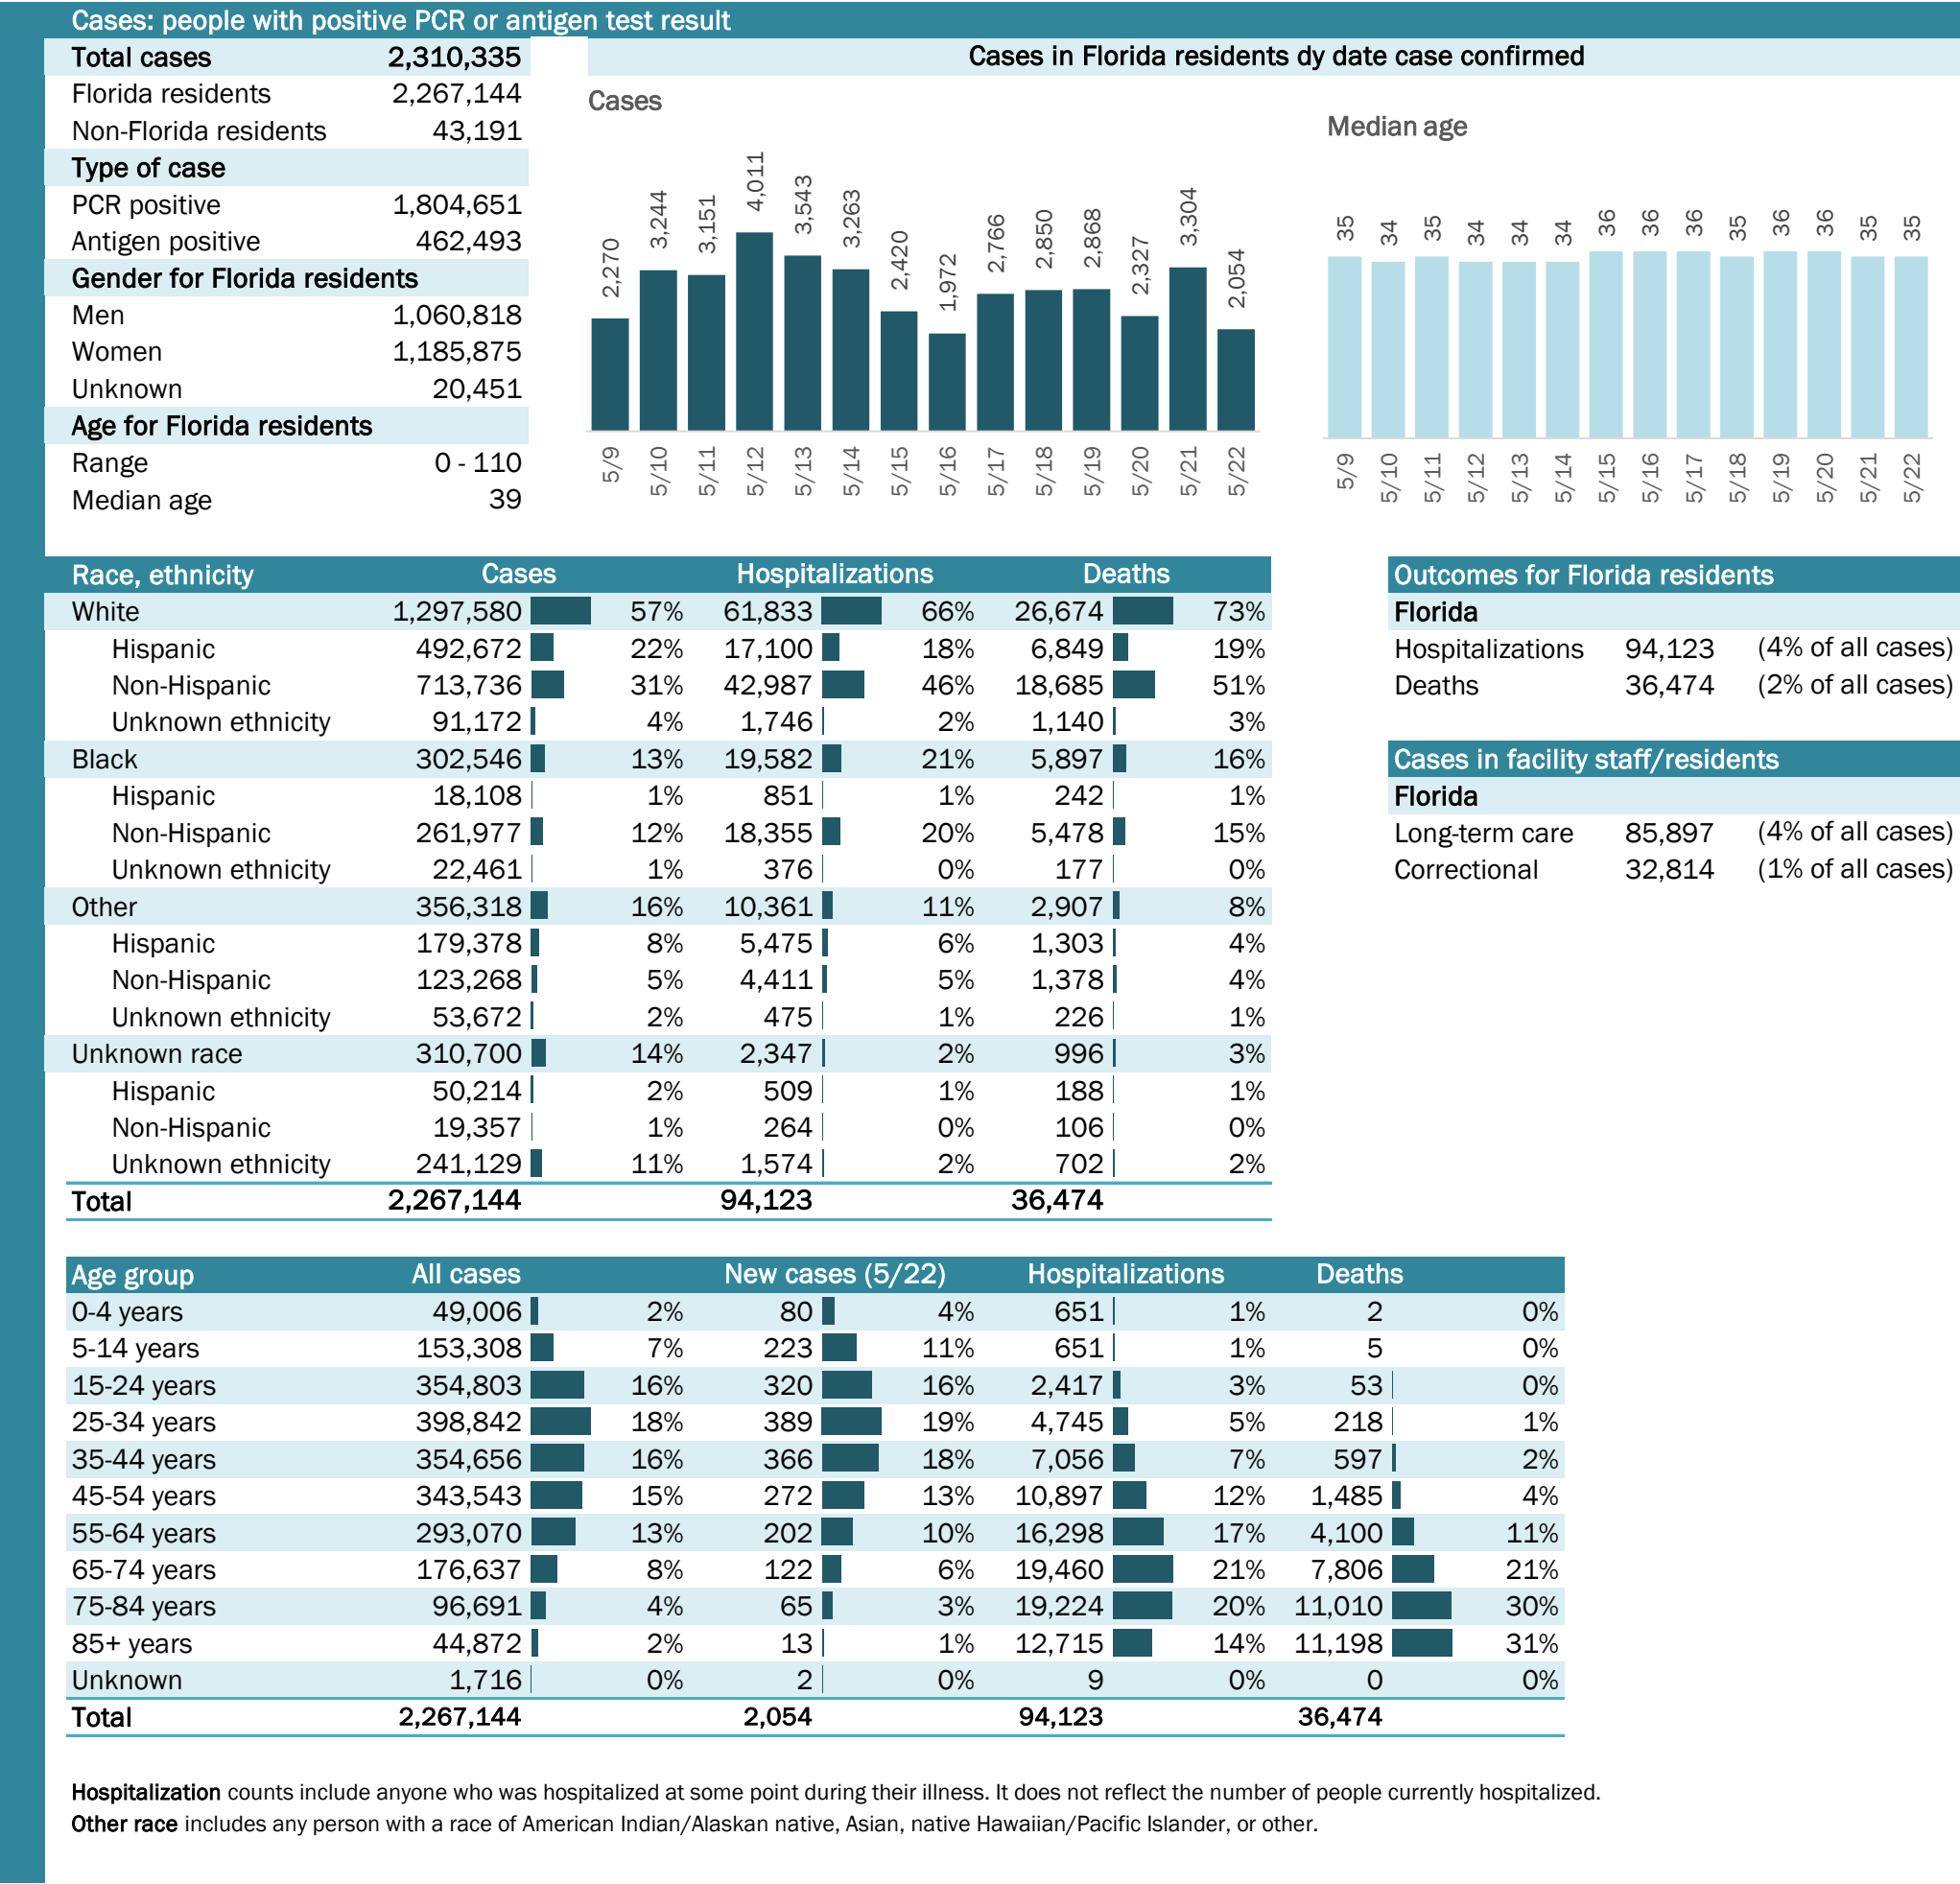 Cases: people with positive PCR or antigen test result
Total cases 2,310,335
Florida residents 2,267,144
Non-Florida residents 43,191
Type of case
PCR positive 1,804,651
Antigen positive 462,493
Gender for Florida residents
Men 1,060,818
Women 1,185,875
Unknown 20,451
Age for Florida residents
Range 0 - 110
Median age 39
Cases in Florida residents dy date case confirmed
Cases
2,270 3,244 3,151 4,011 3,543 3,263 2,420 1,972 2,766 2,850 2,868 2,327 3,304 2,054
5/9 5/10 5/11 5/12 5/13 5/14 5/15 5/16 5/17 5/18 5/19 5/20 5/21 5/22
Median age
35 34 35 34 34 34 36 36 36 35 36 36 35 35
5/9 5/10 5/11 5/12 5/13 5/14 5/15 5/16 5/17 5/18 5/19 5/20 5/21 5/22
Race, ethnicity Cases Hospitalizations Deaths
White 1,297,580 57% 61,833 66% 26,674 73%
Hispanic 492,672 22% 17,100 18% 6,849 19%
Non-Hispanic 713,736 31% 42,987 46% 18,685 51%
Unknown ethnicity 91,172 4% 1,746 2% 1,140 3%
Black 302,546 13% 19,582 21% 5,897 16%
Hispanic 18,108 1% 851 1% 242 1%
Non-Hispanic 261,977 12% 18,355 20% 5,478 15%
Unknown ethnicity 22,461 1% 376 0% 177 0%
Other 356,318 16% 10,361 11% 2,907 8%
Hispanic 179,378 8% 5,475 6% 1,303 4%
Non-Hispanic 123,268 5% 4,411 5% 1,378 4%
Unknown ethnicity 53,672 2% 475 1% 226 1%
Unknown race 310,700 14% 2,347 2% 996 3%
Hispanic 50,214 2% 509 1% 188 1%
Non-Hispanic 19,357 1% 264 0% 106 0%
Unknown ethnicity 241,129 11% 1,574 2% 702 2%
Total 2,267,144 94,123 36,474
Outcomes for Florida residents
Florida
Hospitalizations 94,123 (4% of all cases)
Deaths 36,474 (2% of all cases)
Cases in facility staff/residents
Florida
Long-term care 85,897 (4% of all cases)
Correctional 32,814 (1% of all cases)
Age group All cases New cases (5/22) Hospitalizations Deaths
0-4 years 49,006 2% 80 4% 651 1% 2 0%
5-14 years 153,308 7% 223 11% 651 1% 5 0%
15-24 years 354,803 16% 320 16% 2,417 3% 53 0%
25-34 years 398,842 18% 389 19% 4,745 5% 218 1%
35-44 years 354,656 16% 366 18% 7,056 7% 597 2%
45-54 years 343,543 15% 272 13% 10,897 12% 1,485 4%
55-64 years 293,070 13% 202 10% 16,298 17% 4,100 11%
65-74 years 176,637 8% 122 6% 19,460 21% 7,806 21%
75-84 years 96,691 4% 65 3% 19,224 20% 11,010 30%
85+ years 44,872 2% 13 1% 12,715 14% 11,198 31%
Unknown 1,716 0% 2 0% 9 0% 0 0%
Total 2,267,144 2,054 94,123 36,474
Hospitalization counts include anyone who was hospitalized at some point during their illness. It does not reflect the number of people currently hospitalized.
Other race includes any person with a race of American Indian/Alaskan native, Asian, native Hawaiian/Pacific Islander, or other.